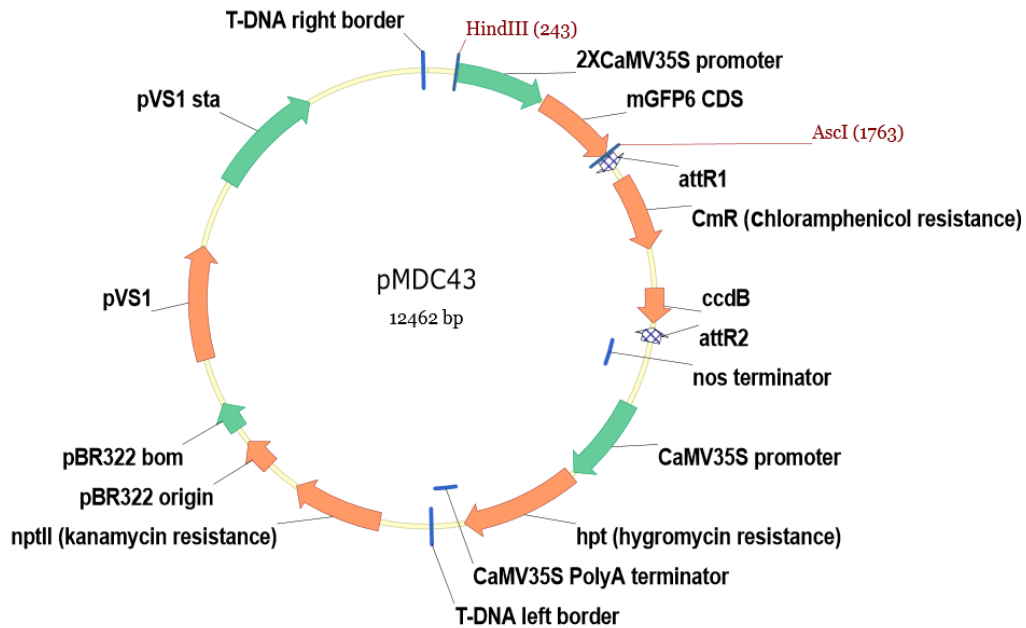 T-DNA right border
HindIII (243)
2XCaMV35S promoter
mGFP6 CDS
AscI (1763)
attR1
CmR (chloramphenicol resistance)
ccdB
attR2
nos terminator
CaMV35S promoter
hpt (hygromycin resistance)
CaMV35S PolyA terminator
T-DNA left border
nptII (kanamycin resistance)
pBR322 origin
pBR322 bom
pVS1
pVS1 sta
pMDC43
12462 bp